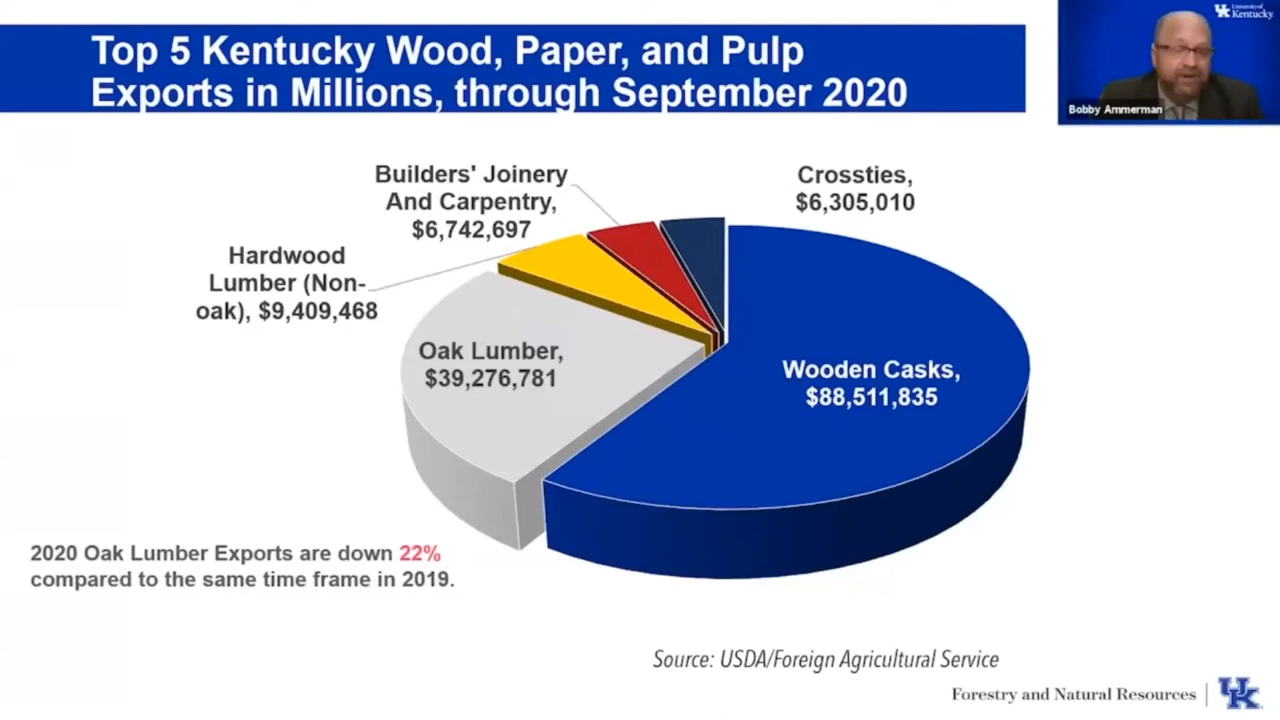 Top 5 Kentucky Wood, Paper, and Pulp
Exports in Millions, through September 2020
University of
Kentucky
Bobby Ammerman
Builders' Joinery
And Carpentry,
$6,742,697
Crossties,
$6,305,010
Hardwood
Lumber (Non-
oak), $9,409,468
Oak Lumber,
$39,276,781
Wooden Casks,
$88,511,835
2020 Oak Lumber Exports are down 22%
compared to the same time frame in 2019.
Source: USDA/Foreign Agricultural Service
Forestry and Natural Resources
UK